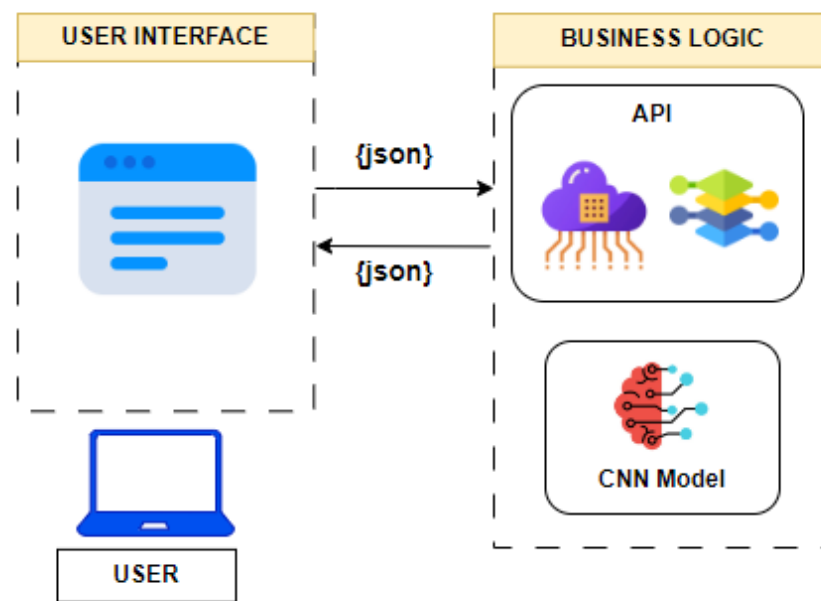 USER INTERFACE
BUSINESS LOGIC
API
{json}
{json}
CNN Model
USER